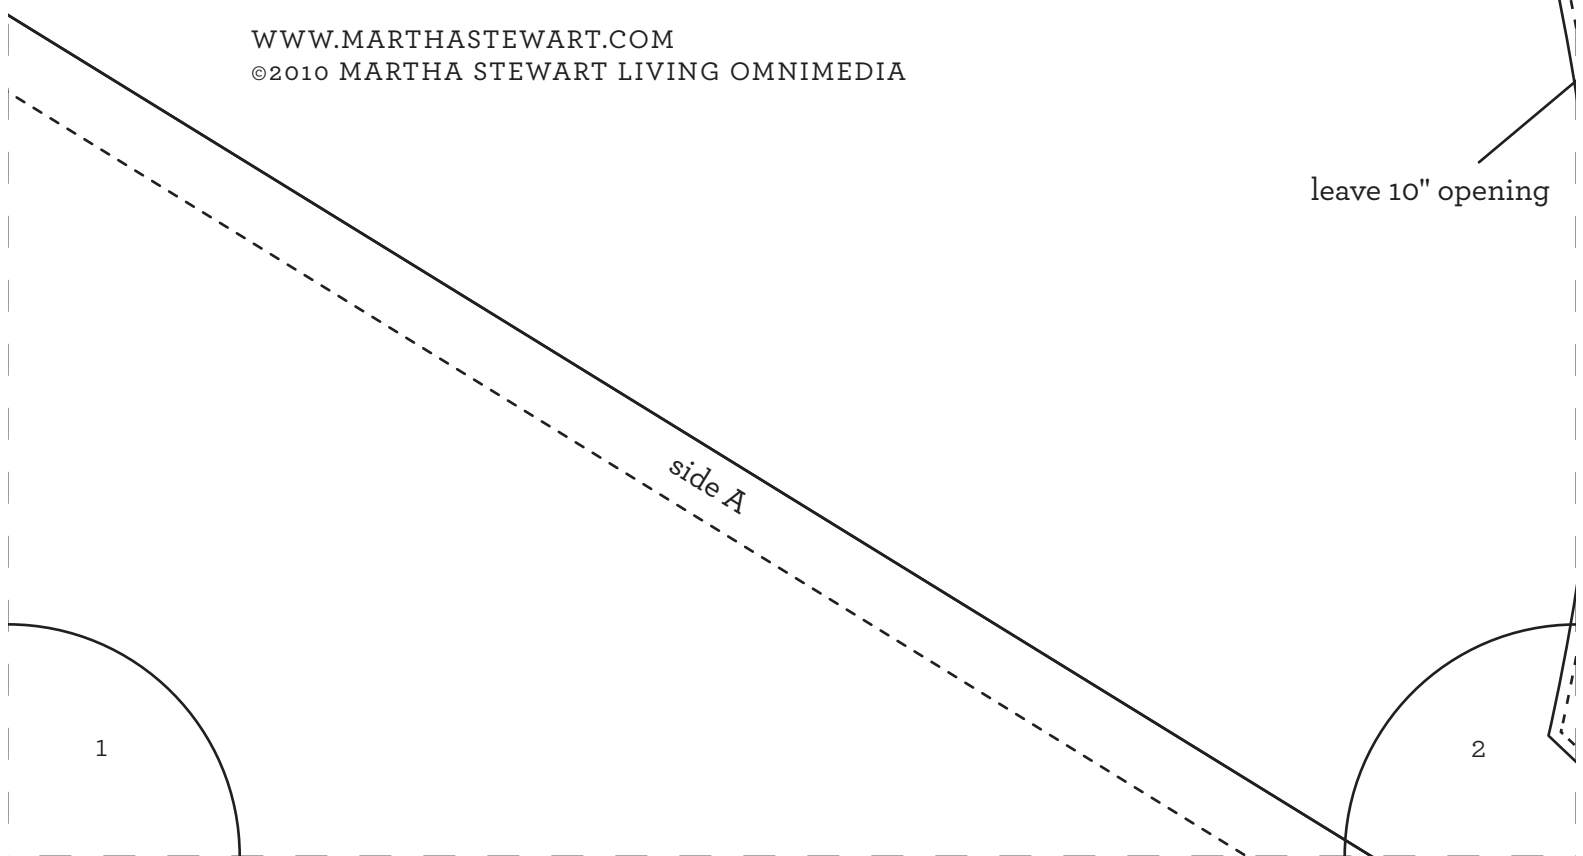 WWW.MARTHASTEWART.COM
©2010 MARTHA STEWART LIVING OMNIMEDIA
leave 10" opening
side A
1
2